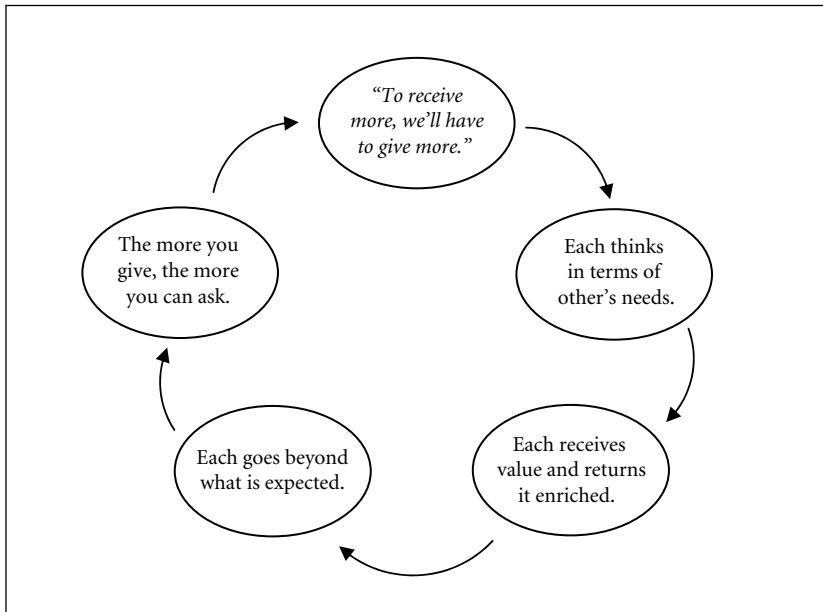 “To receive
more, we’ll have
to give more.”
Each thinks
in terms of
other’s needs.
Each receives
value and returns
it enriched.
Each goes beyond
what is expected.
The more you
give, the more
you can ask.